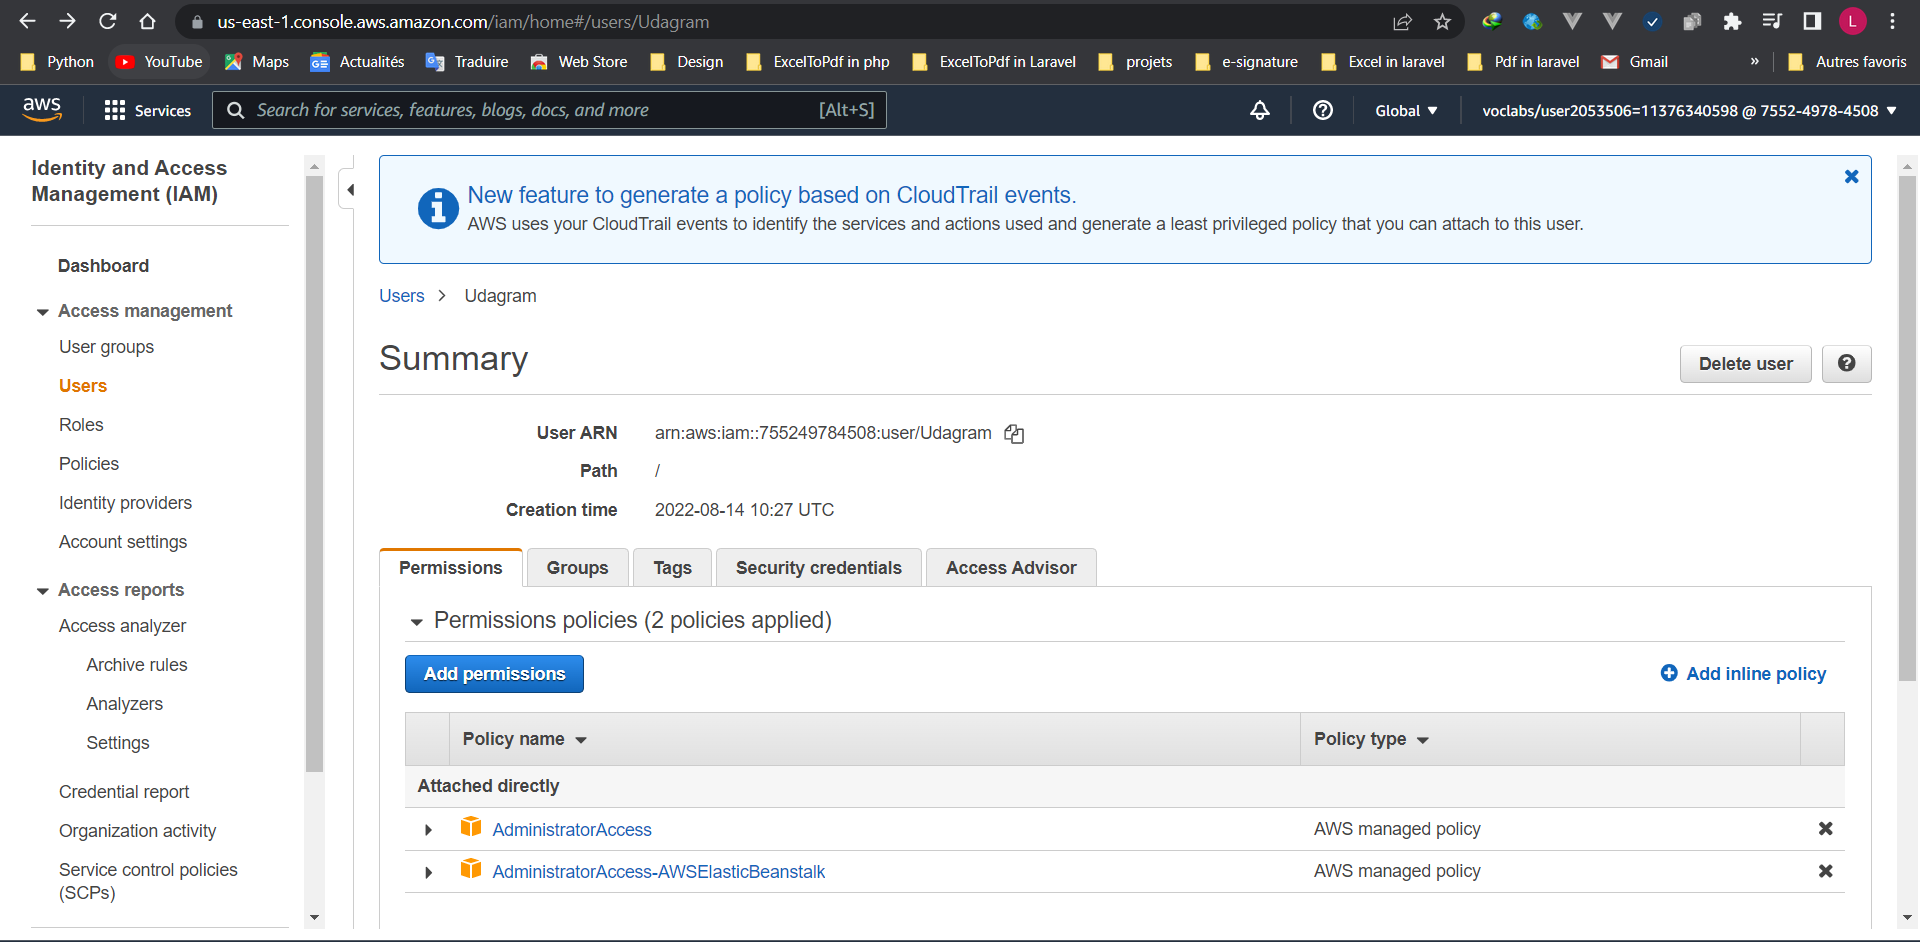 us-east-1.console.aws.amazon.com/iam/home#/users/Udagram
L
Python YouTube Maps Actualités Traduire Web Store Design ExcelToPdf in php ExcelToPdf in Laravel projets e-signature Excel in laravel Pdf in laravel Gmail » Autres favoris
aws Services Search for services, features, blogs, docs, and more [Alt+S] Global voclabs/user2053506=11376340598 @ 7552-4978-4508
Identity and Access
Management (IAM)
Dashboard
Access management
User groups
Users
Roles
Policies
Identity providers
Account settings
Access reports
Access analyzer
Archive rules
Analyzers
Settings
Credential report
Organization activity
Service control policies
(SCPs)
New feature to generate a policy based on CloudTrail events.
AWS uses your CloudTrail events to identify the services and actions used and generate a least privileged policy that you can attach to this user.
Users > Udagram
Summary
Delete user
User ARN arn:aws:iam::755249784508:user/Udagram
Path /
Creation time 2022-08-14 10:27 UTC
Permissions Groups Tags Security credentials Access Advisor
Permissions policies (2 policies applied)
Add permissions Add inline policy
Policy name Policy type
Attached directly
AdministratorAccess AWS managed policy
AdministratorAccess-AWSElasticBeanstalk AWS managed policy